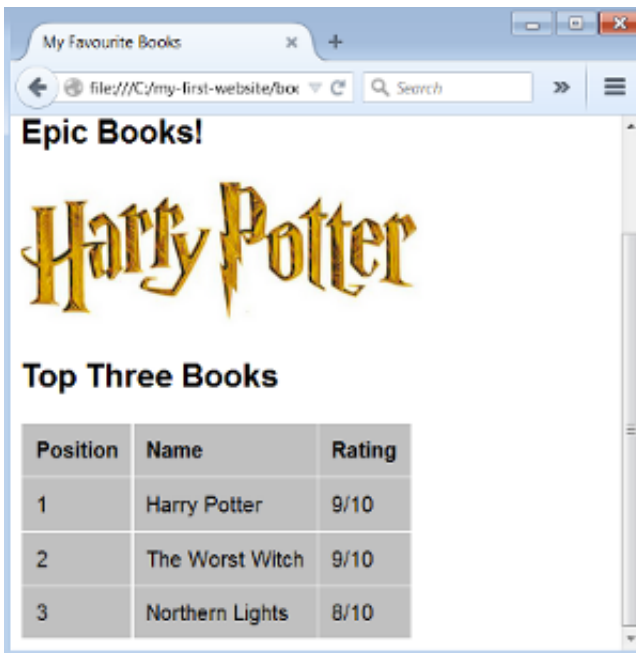 My Favourite Books
file:///C:/my-first-website/boo
Search
Epic Books!
Harry Potter
Top Three Books
Position Name Rating
1 Harry Potter 9/10
2 The Worst Witch 9/10
3 Northern Lights 8/10